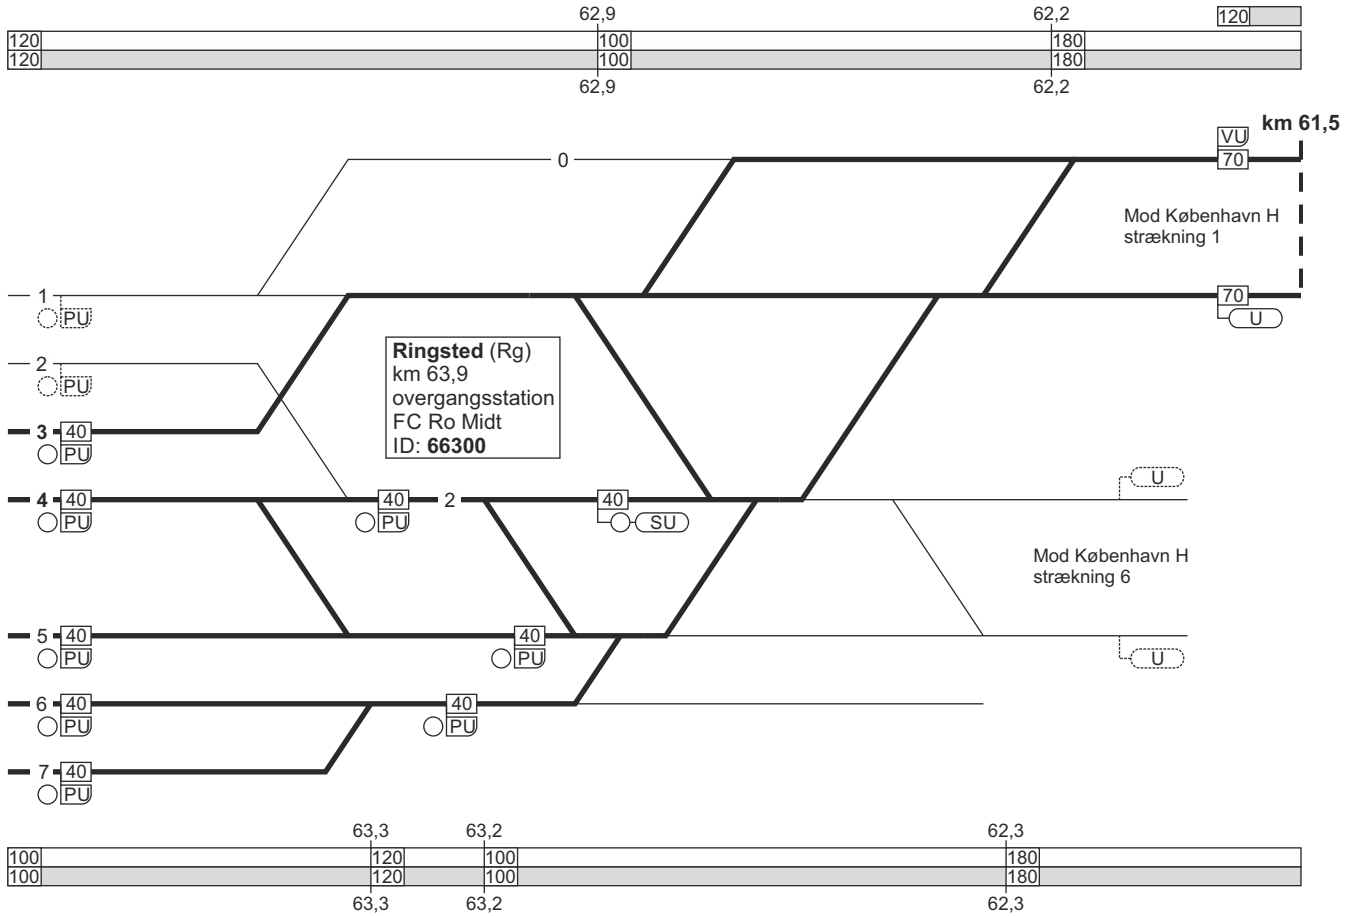 62,9 62,2 120
120 100 180
120 100 180
62,9 62,2
km 61,5
VU
0 70
Mod København H
strækning 1
1 70
PU U
Ringsted (Rg)
km 63,9
overgangsstation
FC Ro Midt
ID: 66300
2
PU
3 40
PU
U
4 40 40 2 40
PU PU SU
Mod København H
strækning 6
5 40 40
PU PU U
6 40 40
PU PU
7 40
PU
63,3 63,2 62,3
100 120 100 180
100 120 100 180
63,3 63,2 62,3